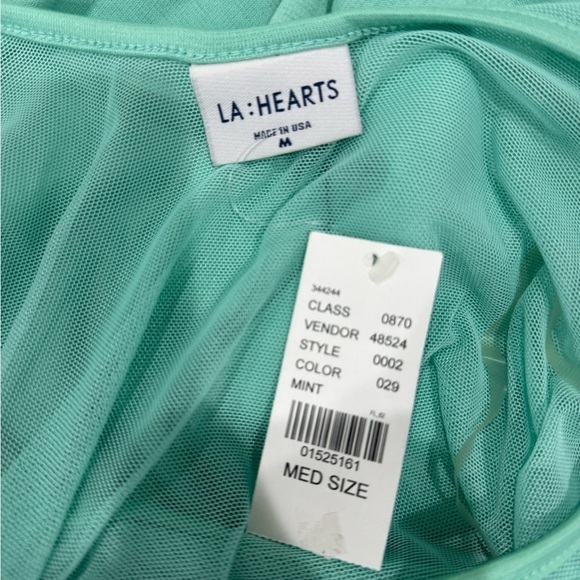 LA:HEARTS
MADE IN USA
M
344244
CLASS 0870
VENDOR 48524
STYLE 0002
COLOR 029
MINT
01525161
MED SIZE